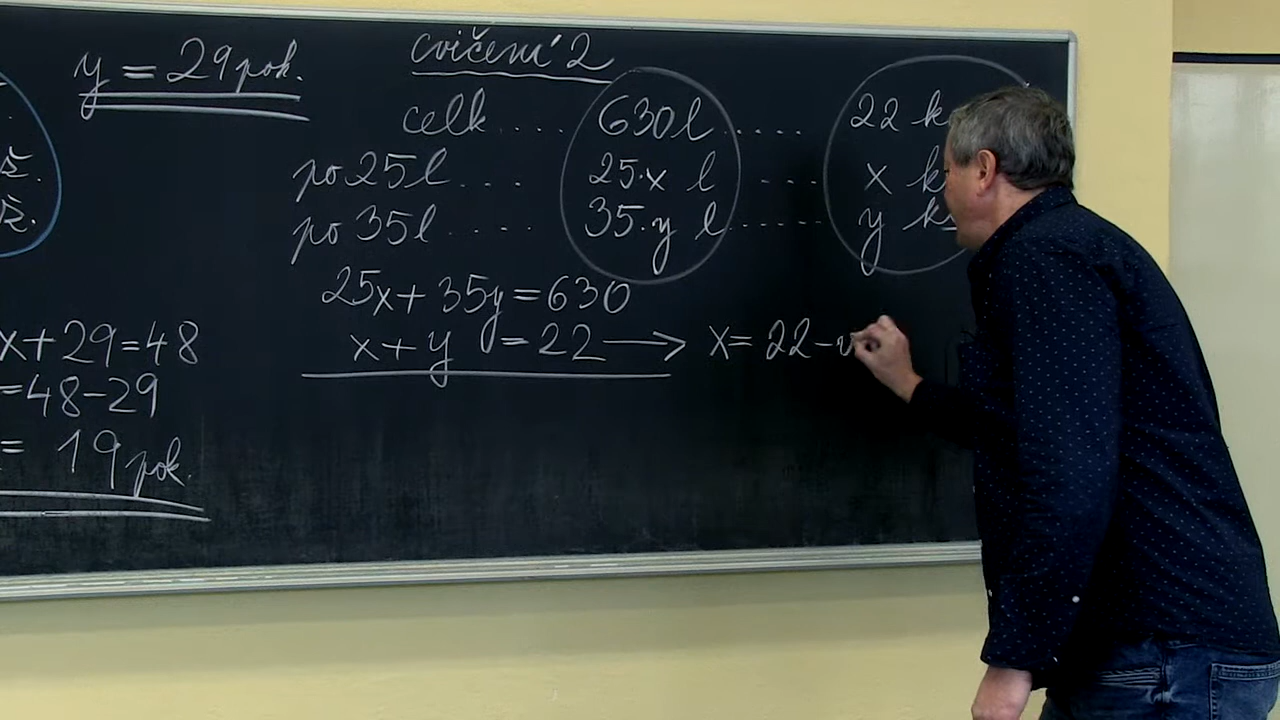 y = 29 pok.
ž.
ž.
x+29=48
=48-29
= 19 pok.
cvičení 2
celk.... 630 l .... 22 k
po 25 l... 25·x l ... x k
po 35 l.... 35·y l ..... y k
25x+35y=630
x+y =22 → x= 22-